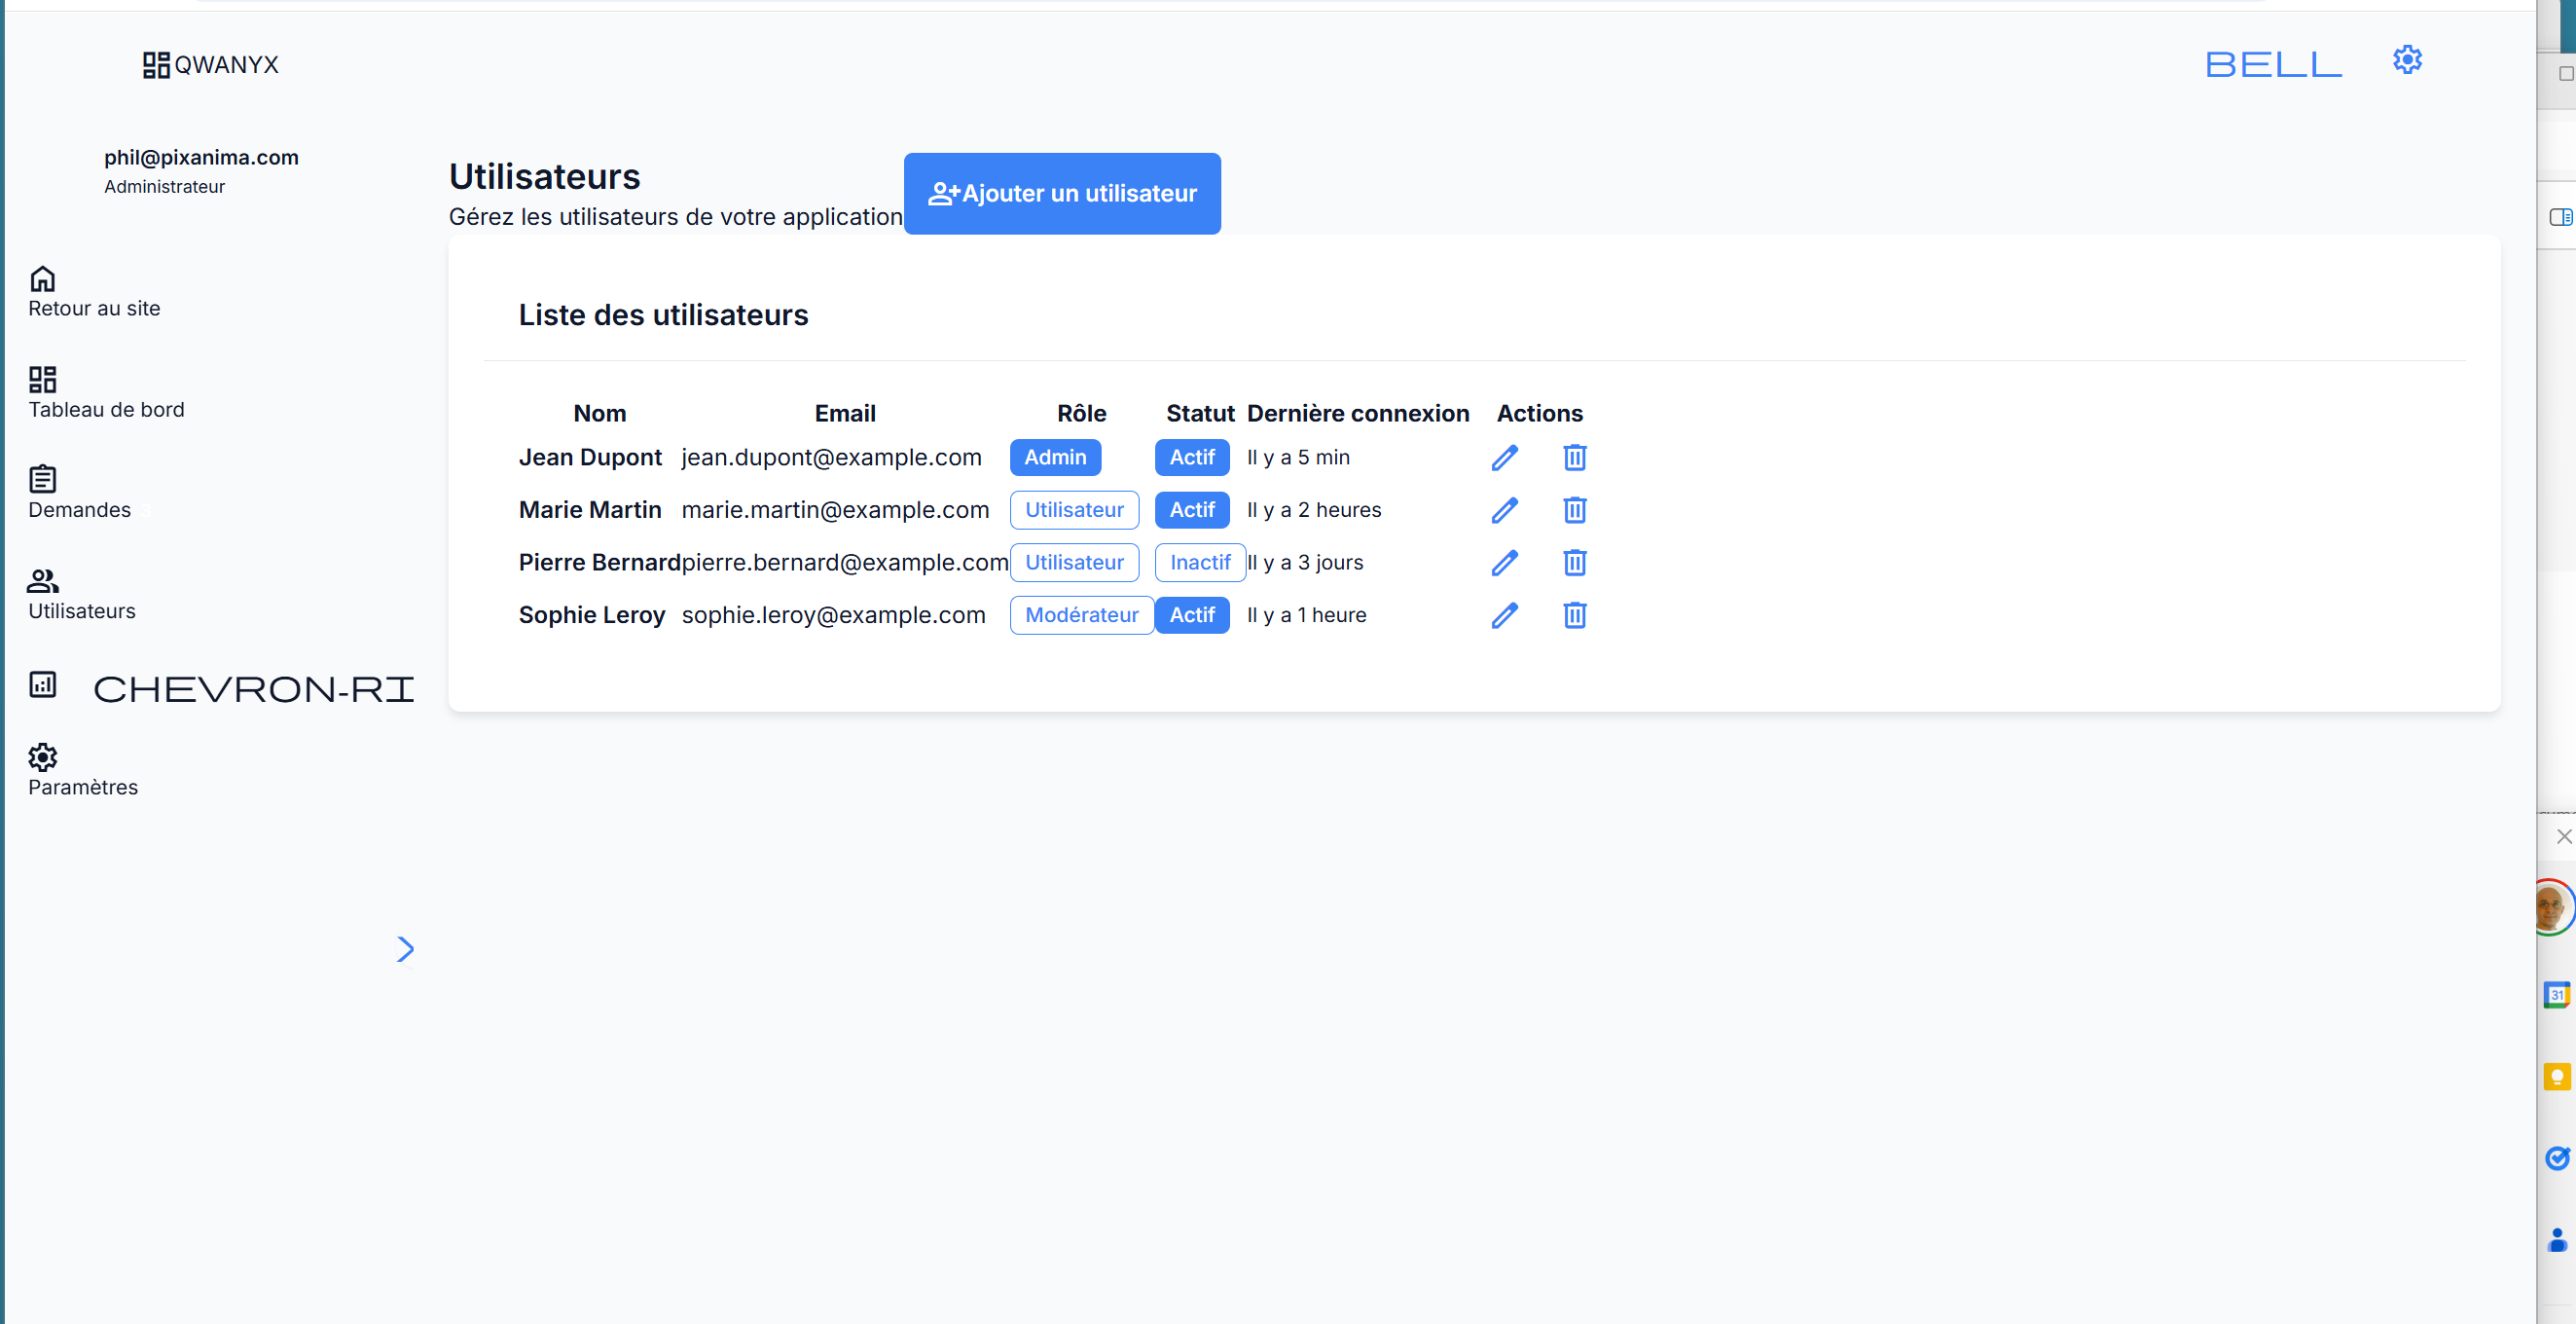 QWANYX
BELL
phil@pixanima.com
Administrateur
Retour au site
Tableau de bord
Demandes
Utilisateurs
CHEVRON-RI
Paramètres
Utilisateurs
Gérez les utilisateurs de votre application
Ajouter un utilisateur
Liste des utilisateurs
Nom Email Rôle Statut Dernière connexion Actions
Jean Dupont jean.dupont@example.com Admin Actif Il y a 5 min
Marie Martin marie.martin@example.com Utilisateur Actif Il y a 2 heures
Pierre Bernard pierre.bernard@example.com Utilisateur Inactif Il y a 3 jours
Sophie Leroy sophie.leroy@example.com Modérateur Actif Il y a 1 heure
31